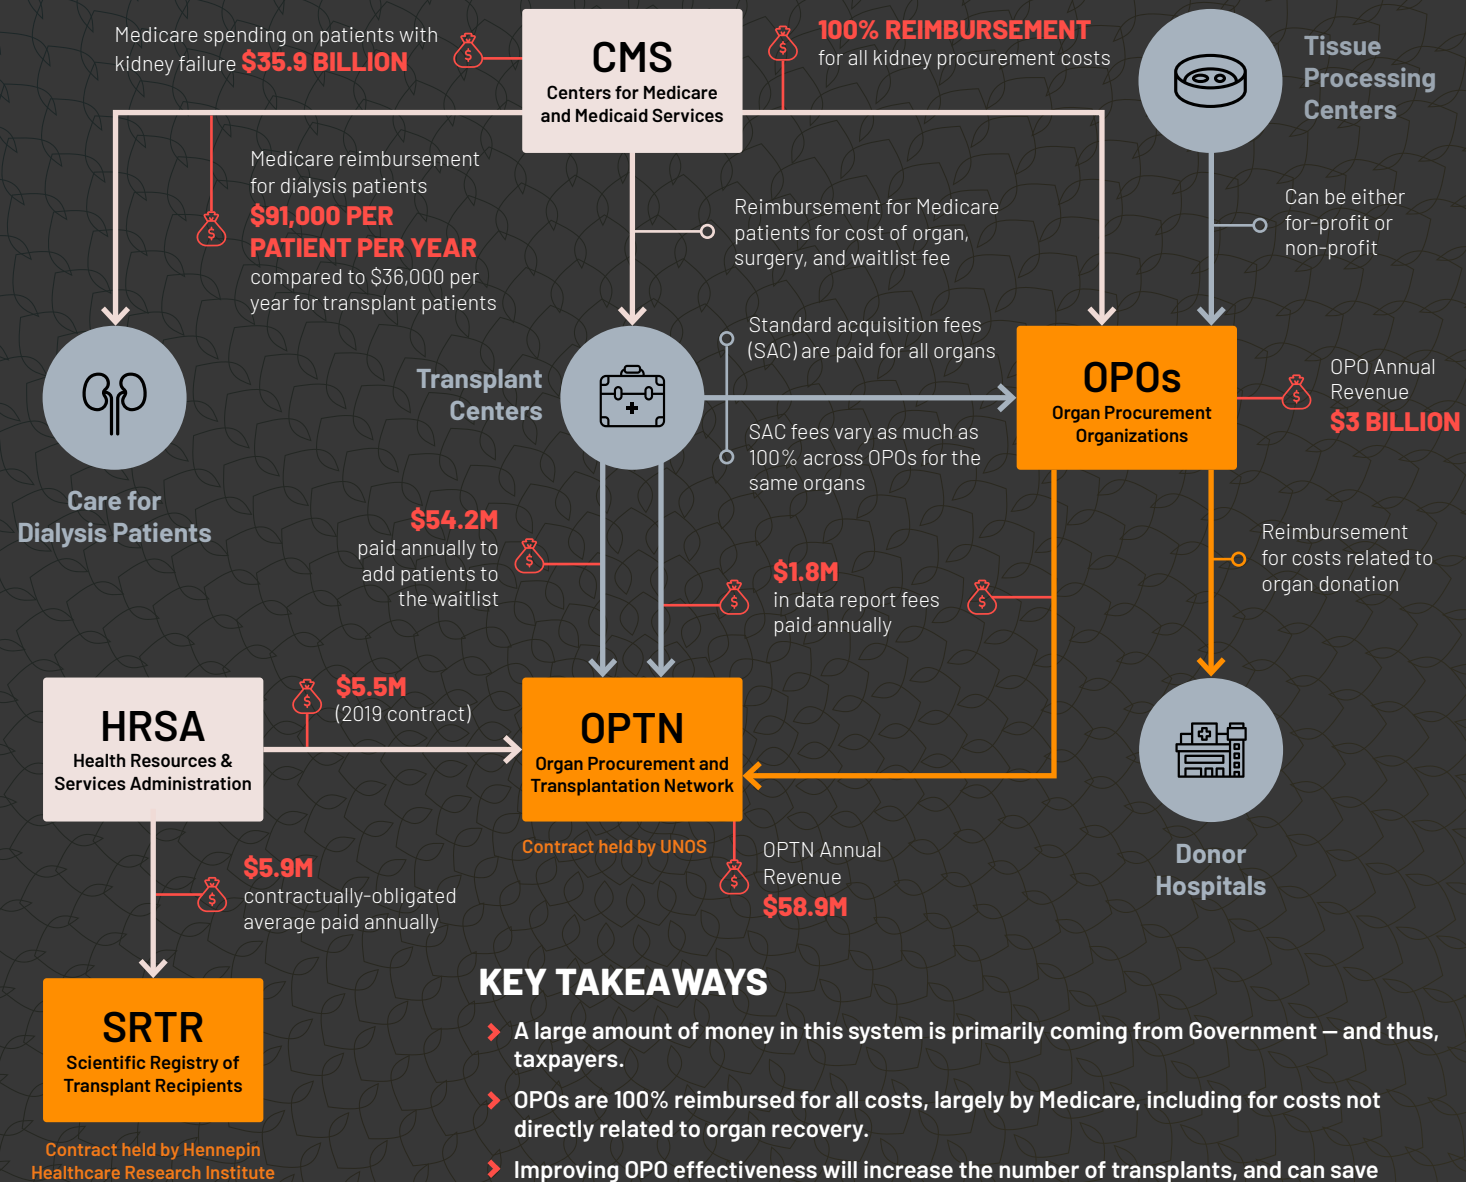 Medicare spending on patients with
kidney failure $35.9 BILLION
CMS
Centers for Medicare
and Medicaid Services
100% REIMBURSEMENT
for all kidney procurement costs
Tissue
Processing
Centers
Medicare reimbursement
for dialysis patients
$91,000 PER
PATIENT PER YEAR
compared to $36,000 per
year for transplant patients
Reimbursement for Medicare
patients for cost of organ,
surgery, and waitlist fee
Can be either
for-profit or
non-profit
Care for
Dialysis Patients
Transplant
Centers
Standard acquisition fees
(SAC) are paid for all organs
SAC fees vary as much as
100% across OPOs for the
same organs
OPOs
Organ Procurement
Organizations
OPO Annual
Revenue
$3 BILLION
$54.2M
paid annually to
add patients to
the waitlist
$1.8M
in data report fees
paid annually
Reimbursement
for costs related to
organ donation
HRSA
Health Resources &
Services Administration
$5.5M
(2019 contract)
OPTN
Organ Procurement and
Transplantation Network
Contract held by UNOS
OPTN Annual
Revenue
$58.9M
Donor
Hospitals
$5.9M
contractually-obligated
average paid annually
SRTR
Scientific Registry of
Transplant Recipients
Contract held by Hennepin
Healthcare Research Institute
KEY TAKEAWAYS
A large amount of money in this system is primarily coming from Government — and thus,
taxpayers.
OPOs are 100% reimbursed for all costs, largely by Medicare, including for costs not
directly related to organ recovery.
Improving OPO effectiveness will increase the number of transplants, and can save